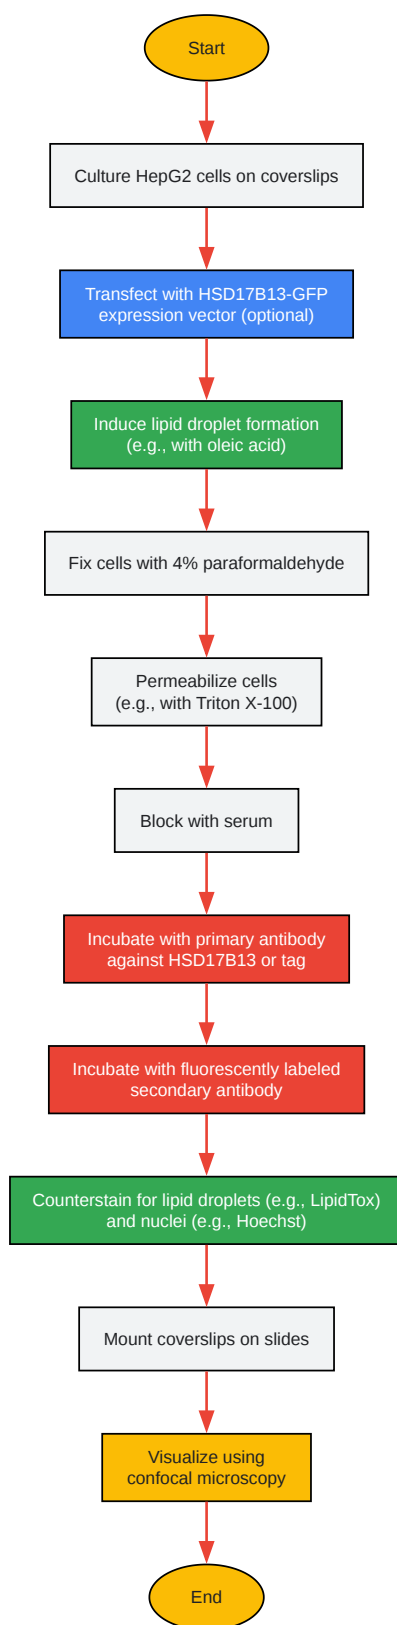 Start
Culture HepG2 cells on coverslips
Transfect with HSD17B13-GFP
expression vector (optional)
Induce lipid droplet formation
(e.g., with oleic acid)
Fix cells with 4% paraformaldehyde
Permeabilize cells
(e.g., with Triton X-100)
Block with serum
Incubate with primary antibody
against HSD17B13 or tag
Incubate with fluorescently labeled
secondary antibody
Counterstain for lipid droplets (e.g., LipidTox)
and nuclei (e.g., Hoechst)
Mount coverslips on slides
Visualize using
confocal microscopy
End